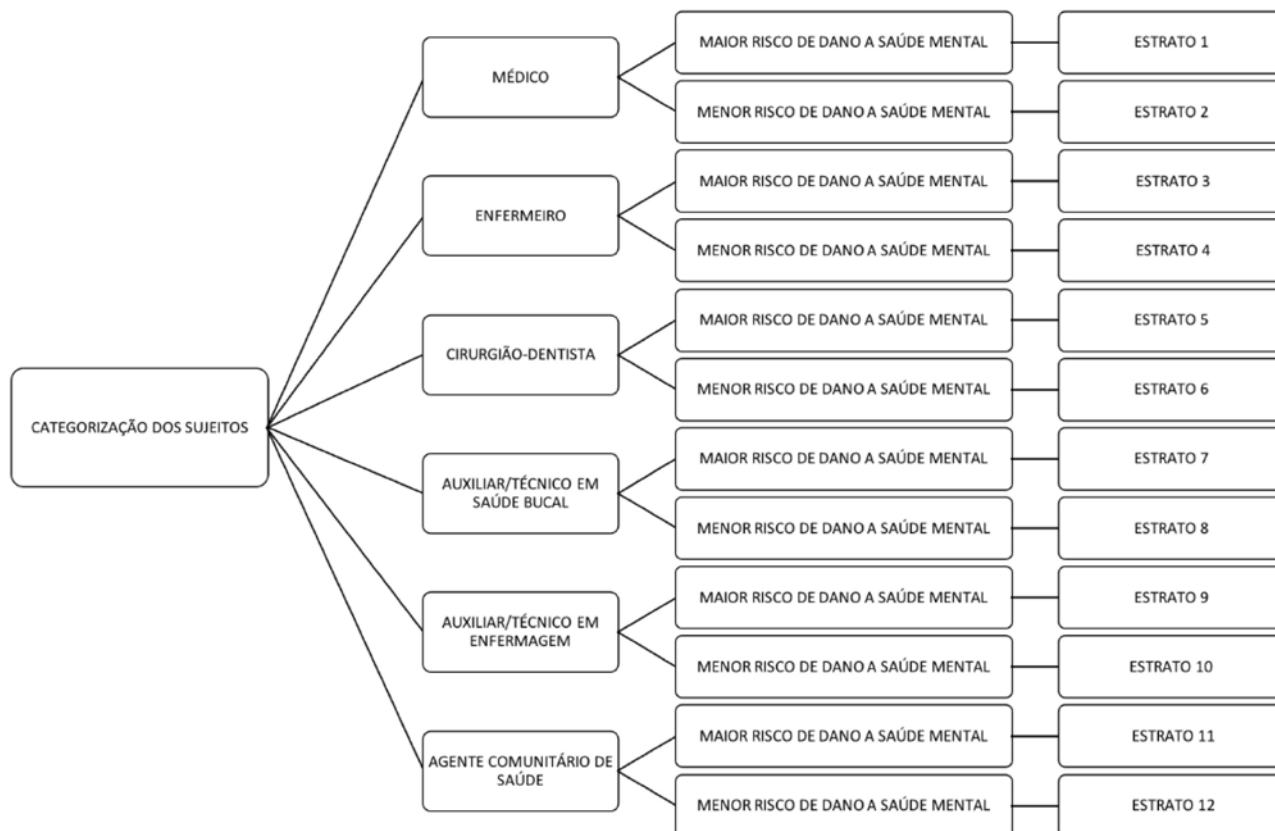 CATEGORIZAÇÃO DOS SUJEITOS
MÉDICO
MAIOR RISCO DE DANO A SAÚDE MENTAL
ESTRATO 1
MENOR RISCO DE DANO A SAÚDE MENTAL
ESTRATO 2
ENFERMEIRO
MAIOR RISCO DE DANO A SAÚDE MENTAL
ESTRATO 3
MENOR RISCO DE DANO A SAÚDE MENTAL
ESTRATO 4
CIRURGIÃO-DENTISTA
MAIOR RISCO DE DANO A SAÚDE MENTAL
ESTRATO 5
MENOR RISCO DE DANO A SAÚDE MENTAL
ESTRATO 6
AUXILIAR/TÉCNICO EM
SAÚDE BUCAL
MAIOR RISCO DE DANO A SAÚDE MENTAL
ESTRATO 7
MENOR RISCO DE DANO A SAÚDE MENTAL
ESTRATO 8
AUXILIAR/TÉCNICO EM
ENFERMAGEM
MAIOR RISCO DE DANO A SAÚDE MENTAL
ESTRATO 9
MENOR RISCO DE DANO A SAÚDE MENTAL
ESTRATO 10
AGENTE COMUNITÁRIO DE
SAÚDE
MAIOR RISCO DE DANO A SAÚDE MENTAL
ESTRATO 11
MENOR RISCO DE DANO A SAÚDE MENTAL
ESTRATO 12